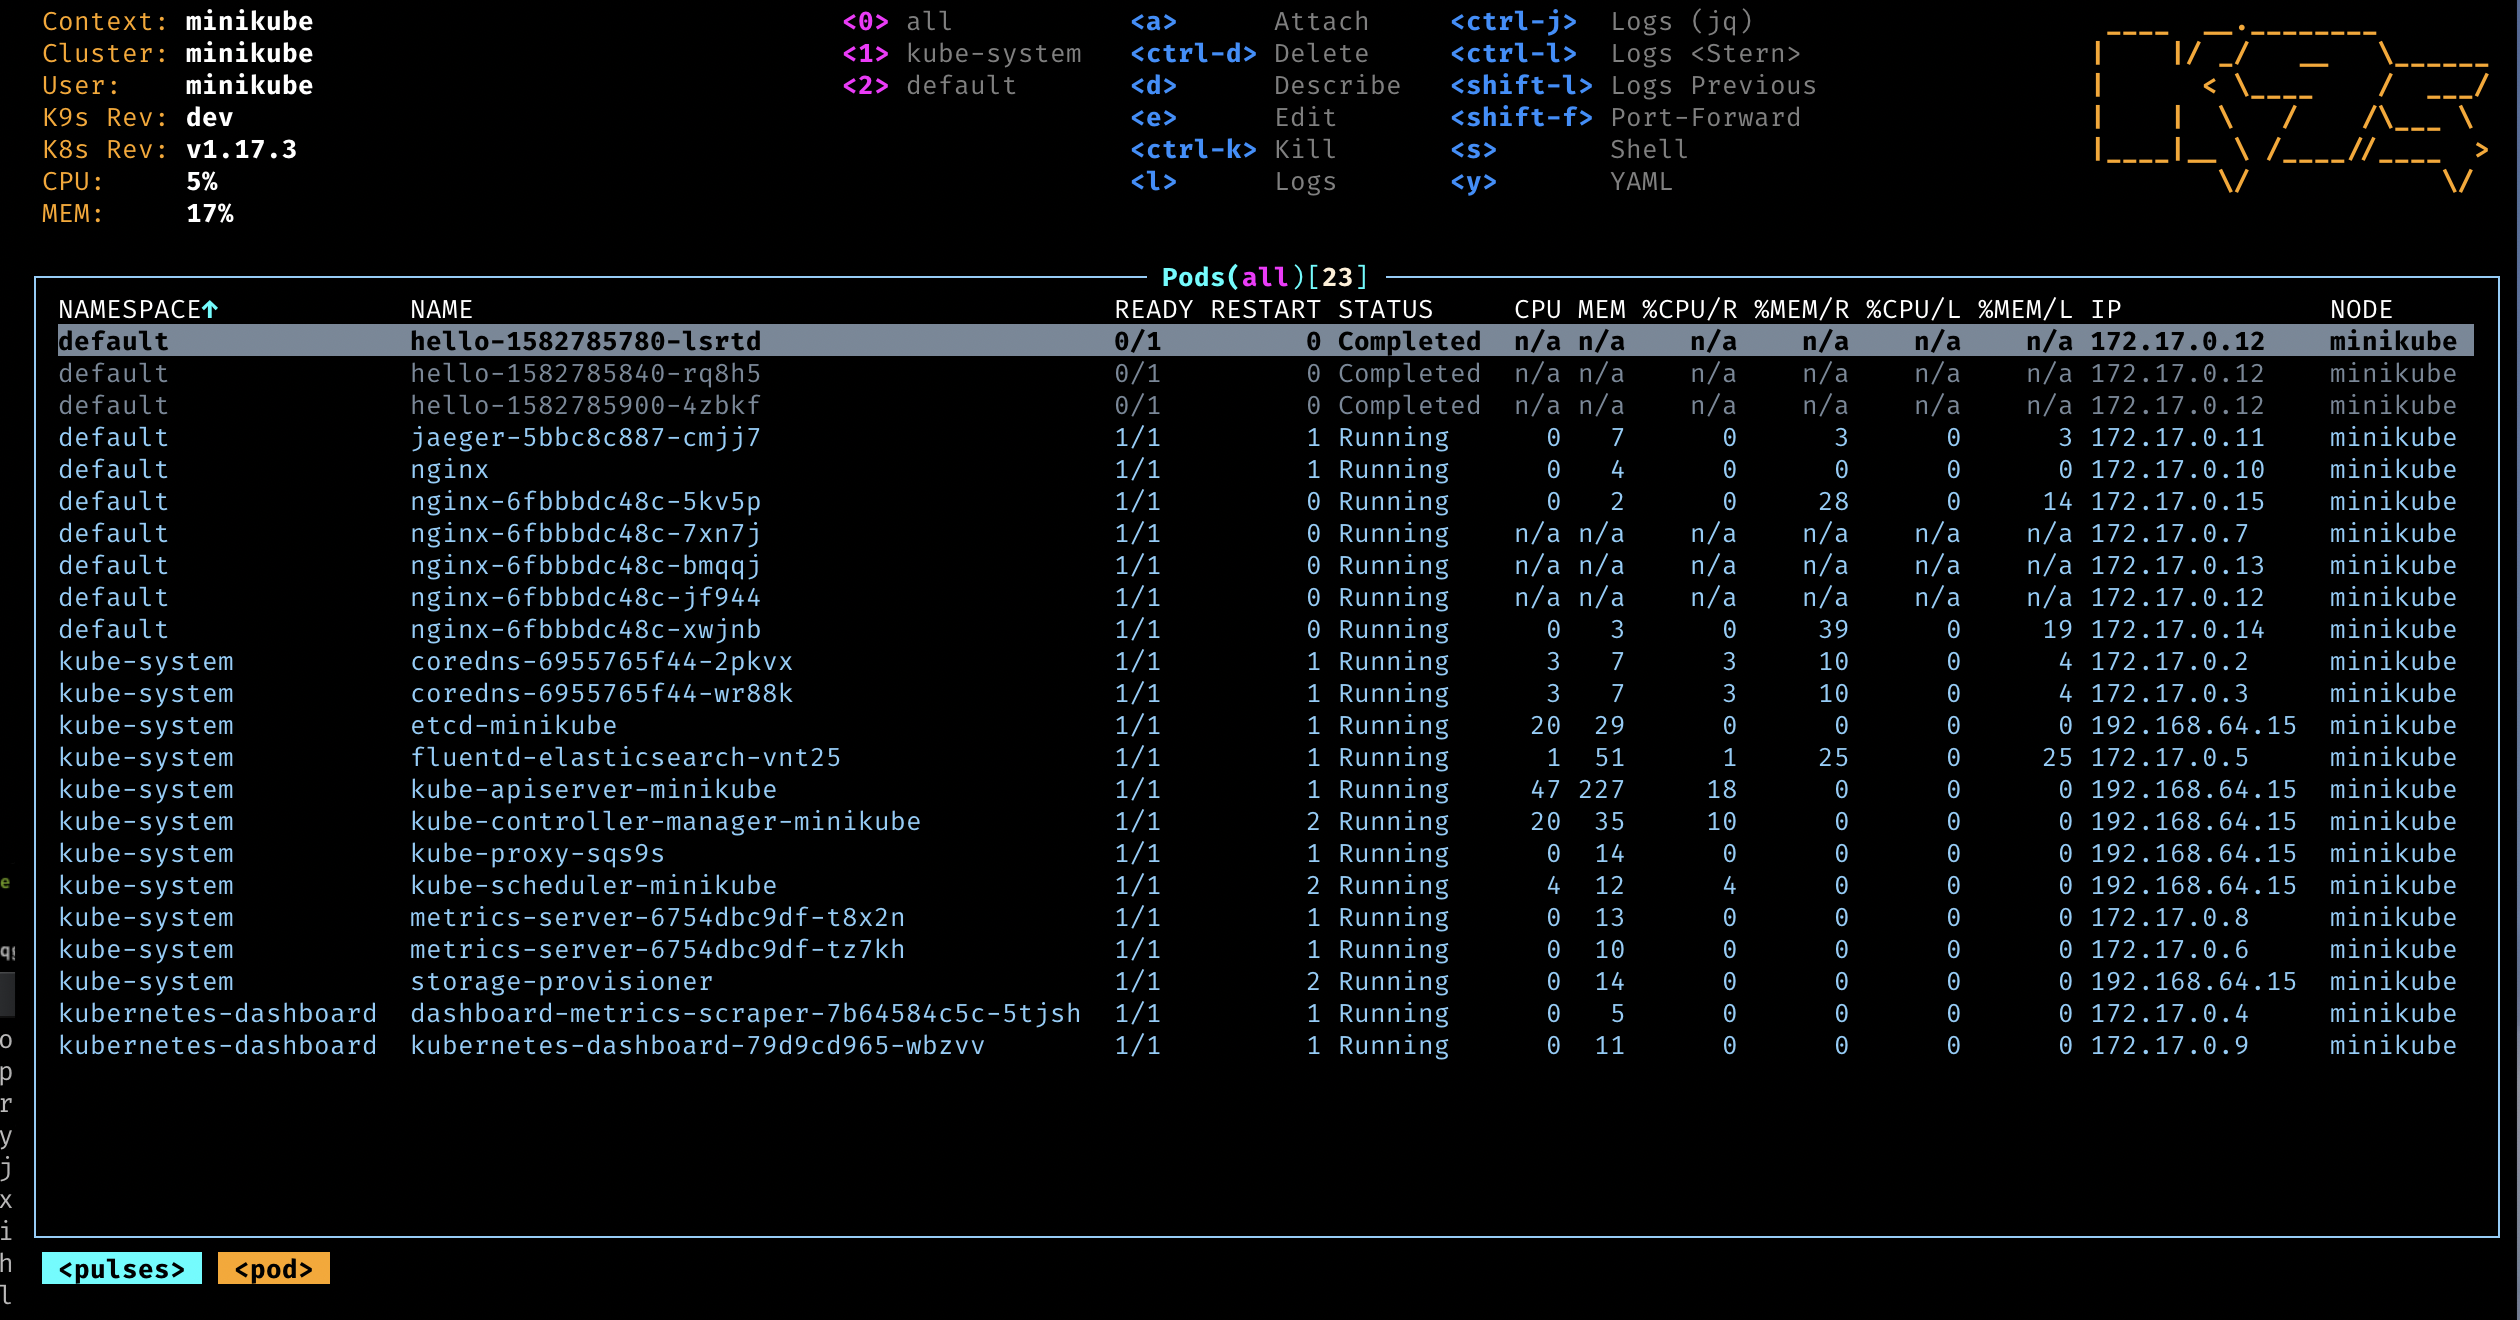 Context: minikube <0> all <a> Attach <ctrl-j> Logs (jq)
Cluster: minikube <1> kube-system <ctrl-d> Delete <ctrl-l> Logs <Stern>
User: minikube <2> default <d> Describe <shift-l> Logs Previous
K9s Rev: dev <e> Edit <shift-f> Port-Forward
K8s Rev: v1.17.3 <ctrl-k> Kill <s> Shell
CPU: 5% <l> Logs <y> YAML
MEM: 17%
Pods(all)[23]
NAMESPACE↑ NAME READY RESTART STATUS CPU MEM %CPU/R %MEM/R %CPU/L %MEM/L IP NODE
default hello-1582785780-lsrtd 0/1 0 Completed n/a n/a n/a n/a n/a n/a 172.17.0.12 minikube
default hello-1582785840-rq8h5 0/1 0 Completed n/a n/a n/a n/a n/a n/a 172.17.0.12 minikube
default hello-1582785900-4zbkf 0/1 0 Completed n/a n/a n/a n/a n/a n/a 172.17.0.12 minikube
default jaeger-5bbc8c887-cmjj7 1/1 1 Running 0 7 0 3 0 3 172.17.0.11 minikube
default nginx 1/1 1 Running 0 4 0 0 0 0 172.17.0.10 minikube
default nginx-6fbbbdc48c-5kv5p 1/1 0 Running 0 2 0 28 0 14 172.17.0.15 minikube
default nginx-6fbbbdc48c-7xn7j 1/1 0 Running n/a n/a n/a n/a n/a n/a 172.17.0.7 minikube
default nginx-6fbbbdc48c-bmqqj 1/1 0 Running n/a n/a n/a n/a n/a n/a 172.17.0.13 minikube
default nginx-6fbbbdc48c-jf944 1/1 0 Running n/a n/a n/a n/a n/a n/a 172.17.0.12 minikube
default nginx-6fbbbdc48c-xwjnb 1/1 0 Running 0 3 0 39 0 19 172.17.0.14 minikube
kube-system coredns-6955765f44-2pkvx 1/1 1 Running 3 7 3 10 0 4 172.17.0.2 minikube
kube-system coredns-6955765f44-wr88k 1/1 1 Running 3 7 3 10 0 4 172.17.0.3 minikube
kube-system etcd-minikube 1/1 1 Running 20 29 0 0 0 0 192.168.64.15 minikube
kube-system fluentd-elasticsearch-vnt25 1/1 1 Running 1 51 1 25 0 25 172.17.0.5 minikube
kube-system kube-apiserver-minikube 1/1 1 Running 47 227 18 0 0 0 192.168.64.15 minikube
kube-system kube-controller-manager-minikube 1/1 2 Running 20 35 10 0 0 0 192.168.64.15 minikube
kube-system kube-proxy-sqs9s 1/1 1 Running 0 14 0 0 0 0 192.168.64.15 minikube
kube-system kube-scheduler-minikube 1/1 2 Running 4 12 4 0 0 0 192.168.64.15 minikube
kube-system metrics-server-6754dbc9df-t8x2n 1/1 1 Running 0 13 0 0 0 0 172.17.0.8 minikube
kube-system metrics-server-6754dbc9df-tz7kh 1/1 1 Running 0 10 0 0 0 0 172.17.0.6 minikube
kube-system storage-provisioner 1/1 2 Running 0 14 0 0 0 0 192.168.64.15 minikube
kubernetes-dashboard dashboard-metrics-scraper-7b64584c5c-5tjsh 1/1 1 Running 0 5 0 0 0 0 172.17.0.4 minikube
kubernetes-dashboard kubernetes-dashboard-79d9cd965-wbzvv 1/1 1 Running 0 11 0 0 0 0 172.17.0.9 minikube
<pulses> <pod>